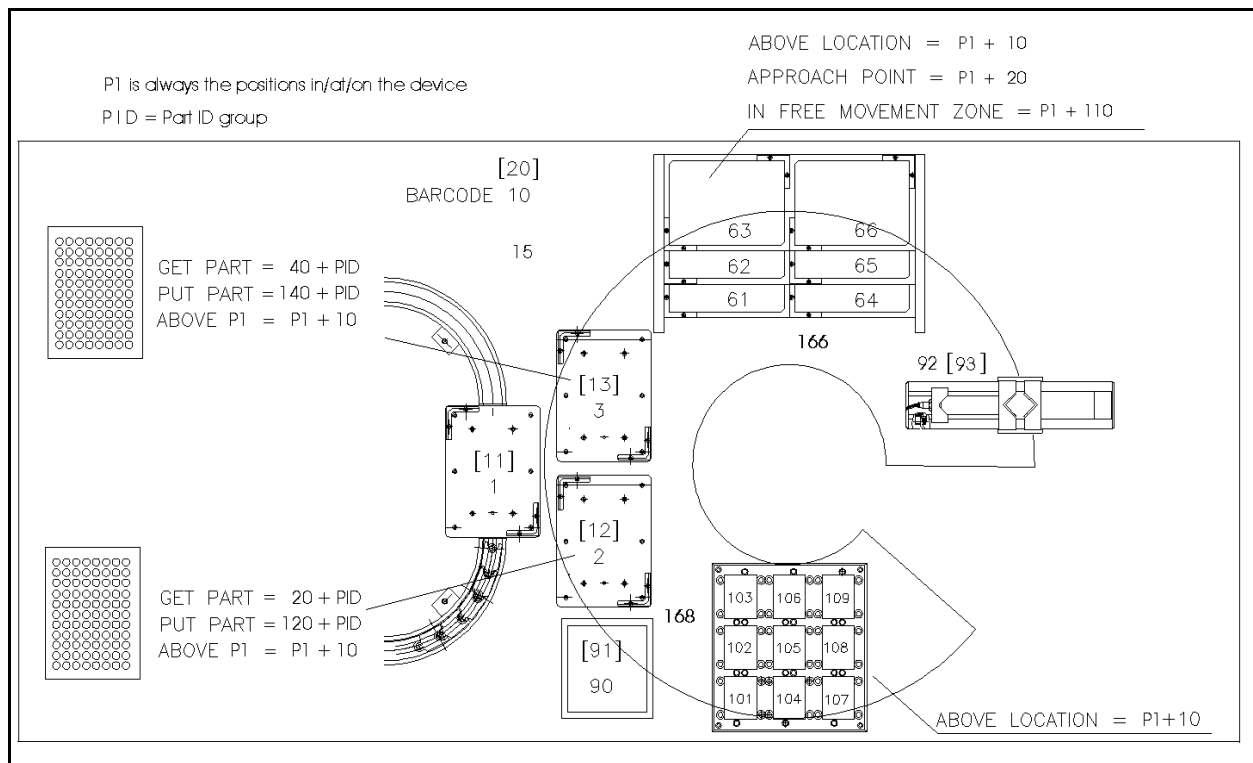 ABOVE LOCATION = P1 + 10
APPROACH POINT = P1 + 20
IN FREE MOVEMENT ZONE = P1 + 110
P1 is always the positions in/at/on the device
P I D = Part ID group
[20]
BARCODE 10
15
63
66
62
65
61
64
GET PART = 40 + PID
PUT PART = 140 + PID
ABOVE P1 = P1 + 10
166
92 [93]
[13]
3
[11]
1
[12]
2
GET PART = 20 + PID
PUT PART = 120 + PID
ABOVE P1 = P1 + 10
168
[91]
90
103 106 109
102 105 108
101 104 107
ABOVE LOCATION = P1+10